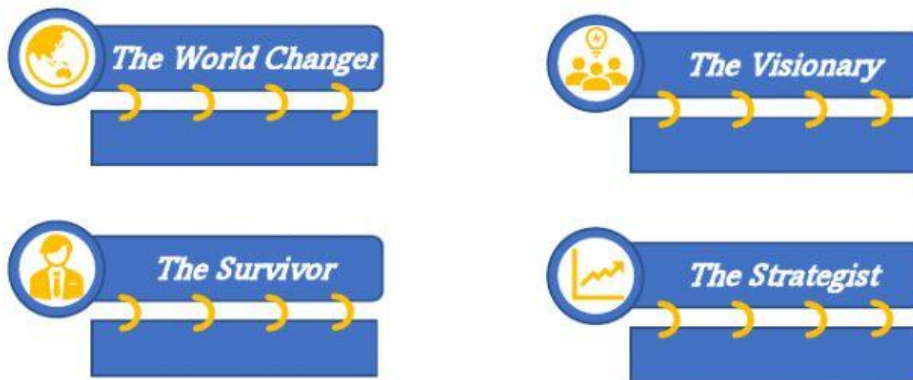 The World Changer
The Visionary
The Survivor
The Strategist